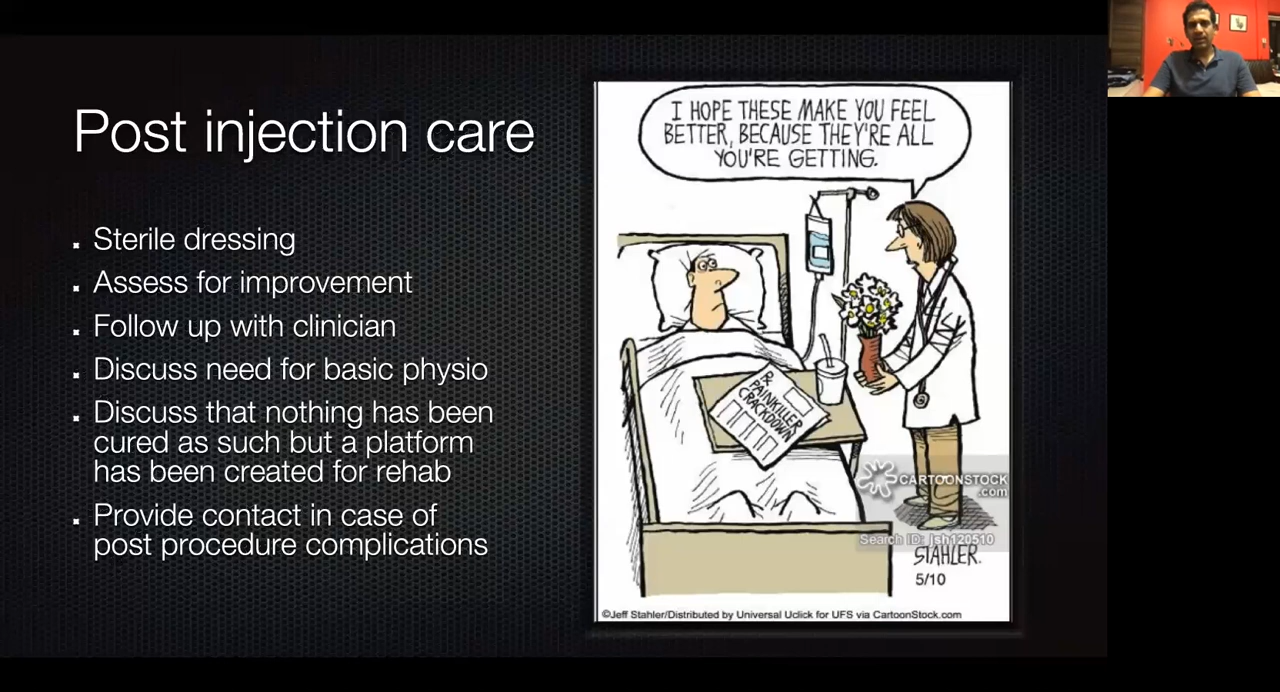 Post injection care
Sterile dressing
Assess for improvement
Follow up with clinician
Discuss need for basic physio
Discuss that nothing has been
cured as such but a platform
has been created for rehab
Provide contact in case of
post procedure complications
I HOPE THESE MAKE YOU FEEL
BETTER, BECAUSE THEY'RE ALL
YOU'RE GETTING.
℞
PAINKILLER
CRACKDOWN
CARTOONSTOCK
.com
Search ID: jsh120510
STAHLER.
5/10
©Jeff Stahler/Distributed by Universal Uclick for UFS via CartoonStock.com